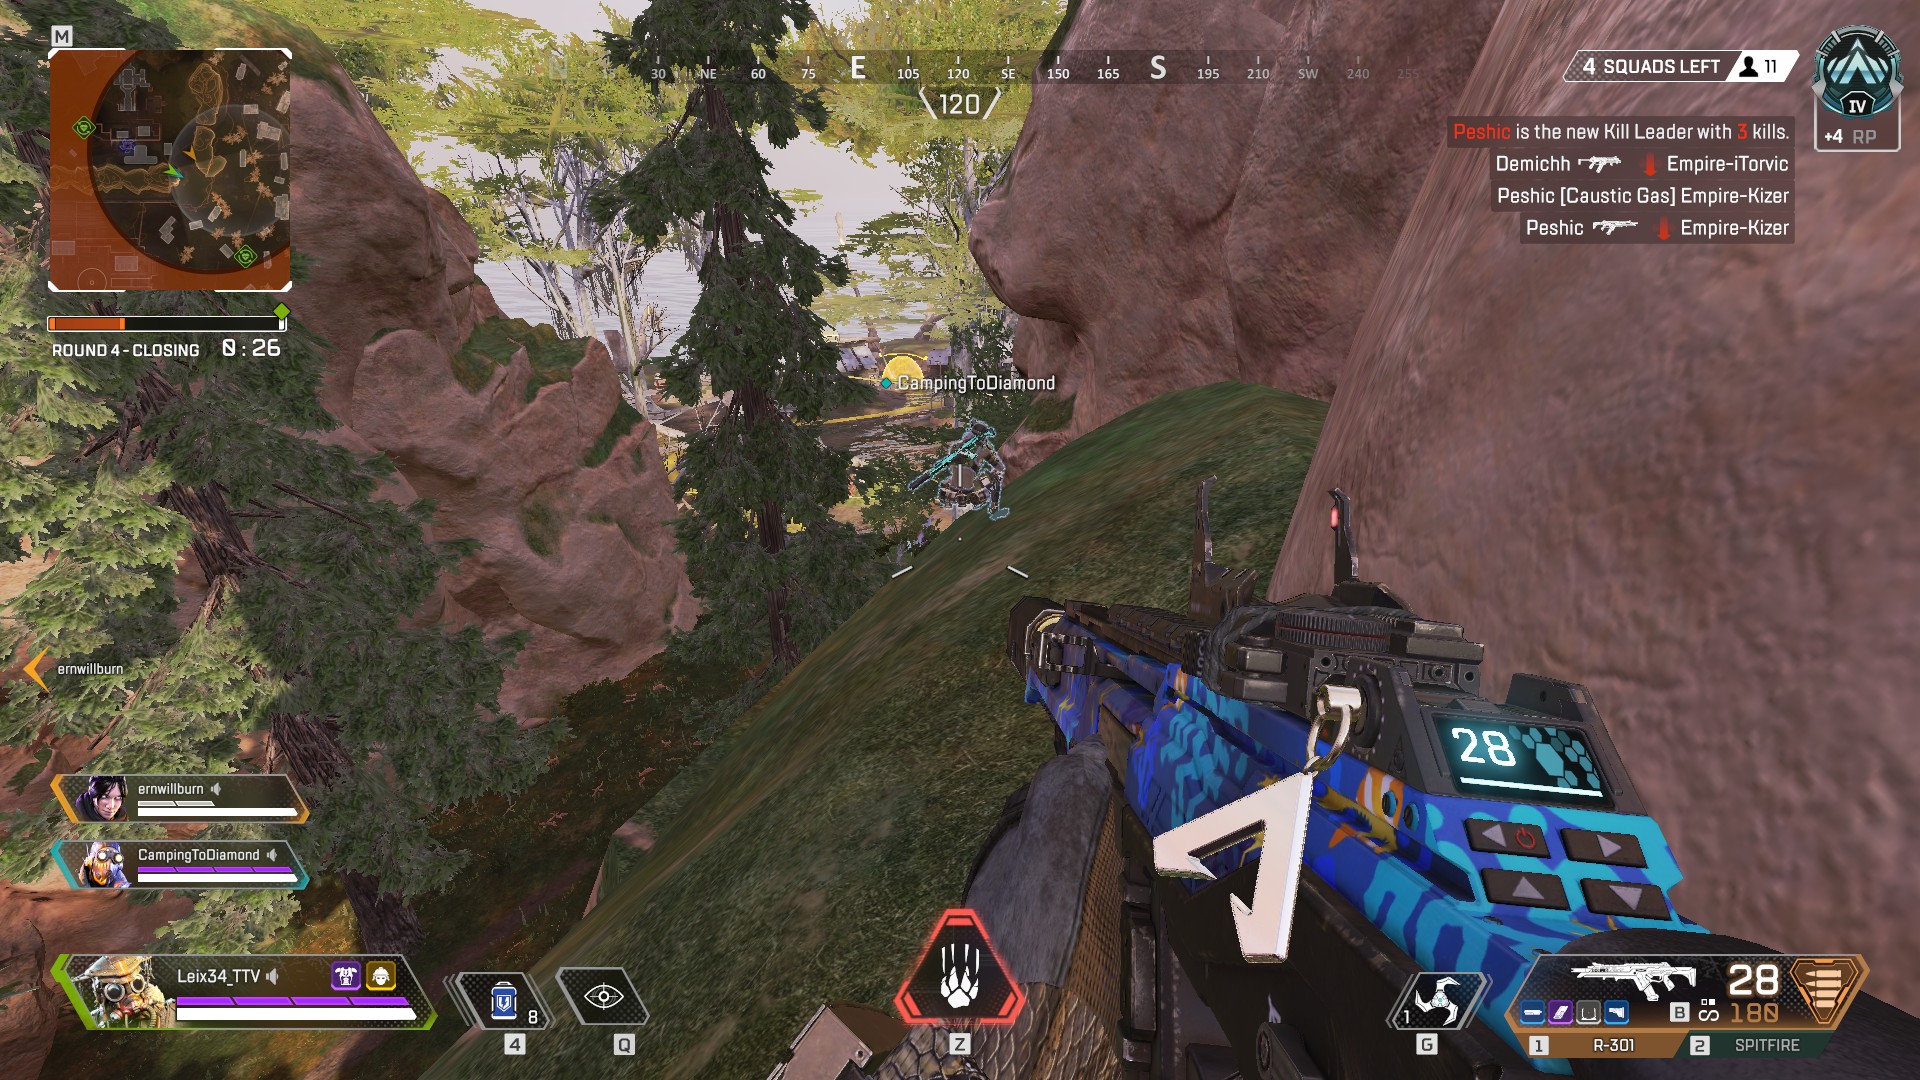 M
N 15 30 NE 60 75 E 105 120 SE 150 165 S 195 210 SW 240 255
120
4 SQUADS LEFT 11
IV
+4 RP
Peshic is the new Kill Leader with 3 kills.
Demichh Empire-iTorvic
Peshic [Caustic Gas] Empire-Kizer
Peshic Empire-Kizer
ROUND 4 - CLOSING 0:26
CampingToDiamond
ernwillburn
28
ernwillburn
CampingToDiamond
Leix34_TTV
8
4
Q
Z
1
G
28
B 180
1 R-301
2 SPITFIRE